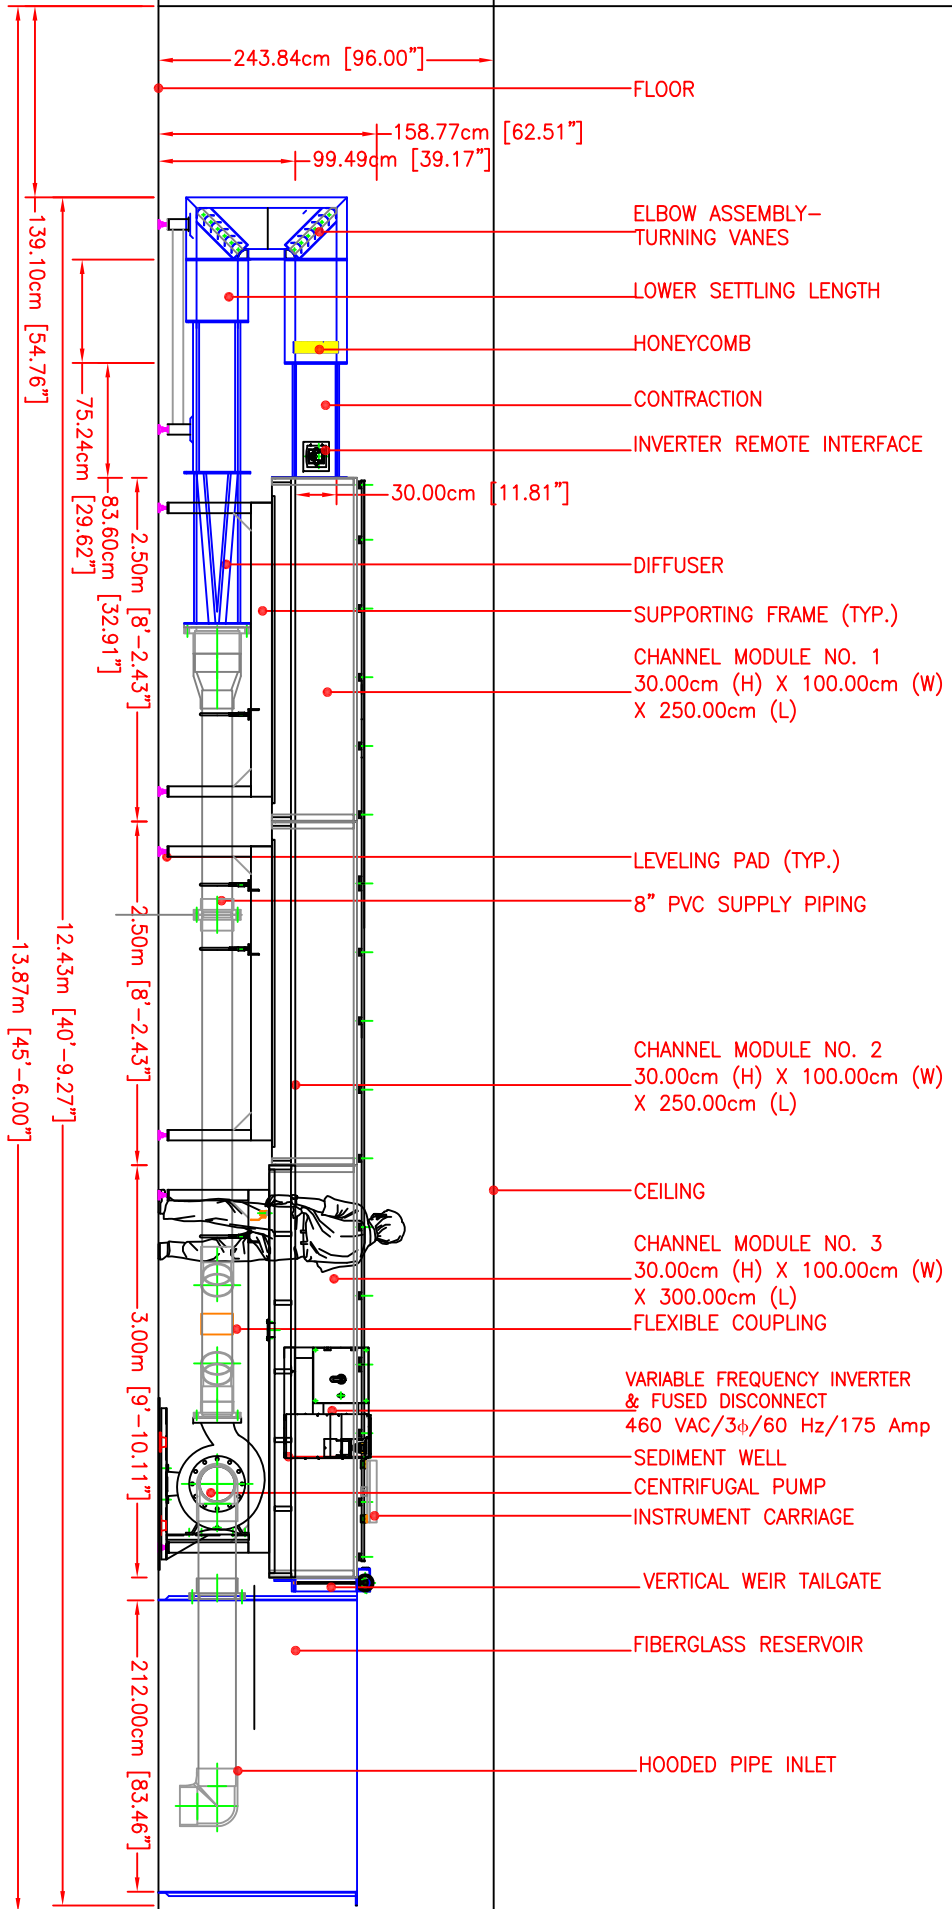 243.84cm [96.00"]
FLOOR
158.77cm [62.51"]
99.49cm [39.17"]
ELBOW ASSEMBLY-
TURNING VANES
LOWER SETTLING LENGTH
HONEYCOMB
CONTRACTION
INVERTER REMOTE INTERFACE
30.00cm [11.81"]
DIFFUSER
SUPPORTING FRAME (TYP.)
CHANNEL MODULE NO. 1
30.00cm (H) X 100.00cm (W)
X 250.00cm (L)
LEVELING PAD (TYP.)
8" PVC SUPPLY PIPING
CHANNEL MODULE NO. 2
30.00cm (H) X 100.00cm (W)
X 250.00cm (L)
CEILING
CHANNEL MODULE NO. 3
30.00cm (H) X 100.00cm (W)
X 300.00cm (L)
FLEXIBLE COUPLING
VARIABLE FREQUENCY INVERTER
& FUSED DISCONNECT
460 VAC/3ϕ/60 Hz/175 Amp
SEDIMENT WELL
CENTRIFUGAL PUMP
INSTRUMENT CARRIAGE
VERTICAL WEIR TAILGATE
FIBERGLASS RESERVOIR
HOODED PIPE INLET
139.10cm [54.76"]
75.24cm [29.62"]
83.60cm [32.91"]
2.50m [8'-2.43"]
2.50m [8'-2.43"]
3.00m [9'-10.11"]
212.00cm [83.46"]
12.43m [40'-9.27"]
13.87m [45'-6.00"]